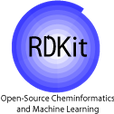 RDKit
Open-Source Cheminformatics
and Machine Learning